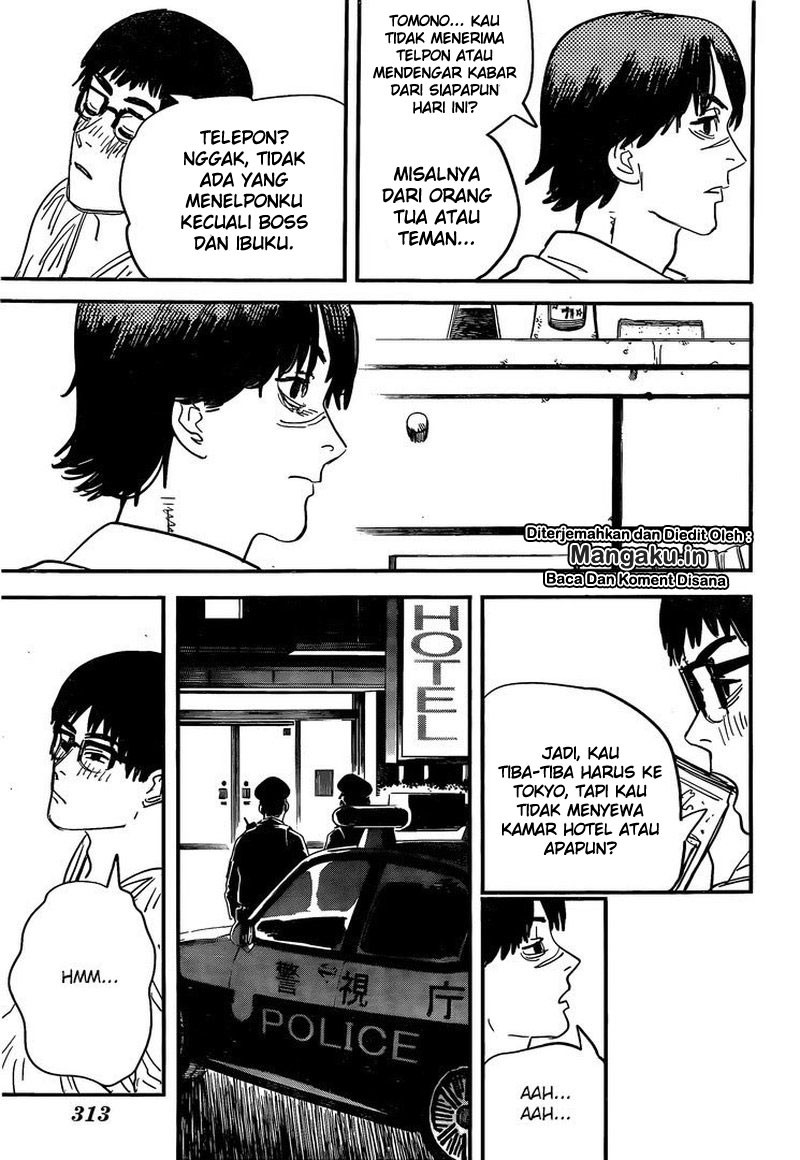 TOMONO... KAU
TIDAK MENERIMA
TELPON ATAU
MENDENGAR KABAR
DARI SIAPAPUN
HARI INI?
MISALNYA
DARI ORANG
TUA ATAU
TEMAN...
TELEPON?
NGGAK, TIDAK
ADA YANG
MENELPONKU
KECUALI BOSS
DAN IBUKU.
Diterjemahkan dan Diedit Oleh :
Mangaku.in
Baca Dan Koment Disana
JADI, KAU
TIBA-TIBA HARUS KE
TOKYO, TAPI KAU
TIDAK MENYEWA
KAMAR HOTEL ATAU
APAPUN?
AAH...
AAH...
HOTEL
警視庁
POLICE
HMM...
313